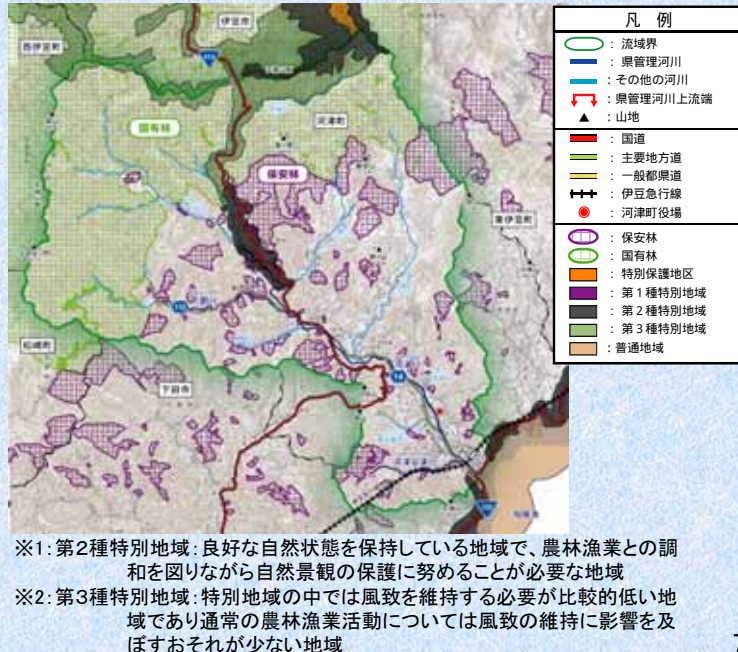 伊豆市
西伊豆町
河津町
国有林
保安林
東伊豆町
松崎町
下田市
凡 例
: 流域界
: 県管理河川
: その他の河川
: 県管理河川上流端
▲ : 山地
: 国道
: 主要地方道
: 一般都県道
: 伊豆急行線
: 河津町役場
: 保安林
: 国有林
: 特別保護地区
: 第1種特別地域
: 第2種特別地域
: 第3種特別地域
: 普通地域
※1:第2種特別地域:良好な自然状態を保持している地域で、農林漁業との調
和を図りながら自然景観の保護に努めることが必要な地域
※2:第3種特別地域:特別地域の中では風致を維持する必要が比較的低い地
域であり通常の農林漁業活動については風致の維持に影響を及
ぼすおそれが少ない地域